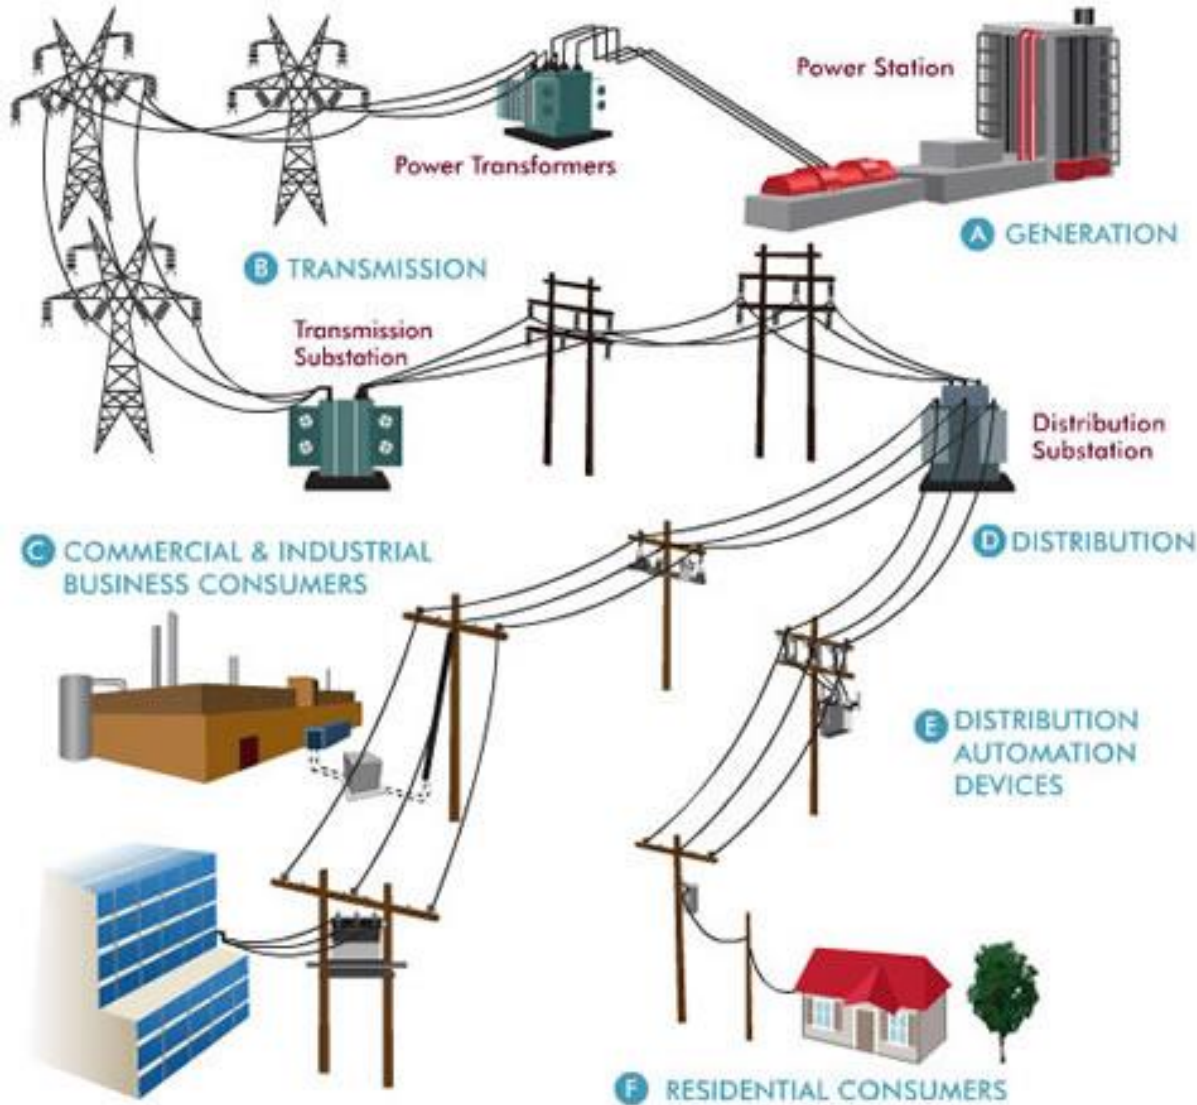 Power Station
Power Transformers
A GENERATION
B TRANSMISSION
Transmission
Substation
Distribution
Substation
C COMMERCIAL & INDUSTRIAL
BUSINESS CONSUMERS
D DISTRIBUTION
E DISTRIBUTION
AUTOMATION
DEVICES
F RESIDENTIAL CONSUMERS